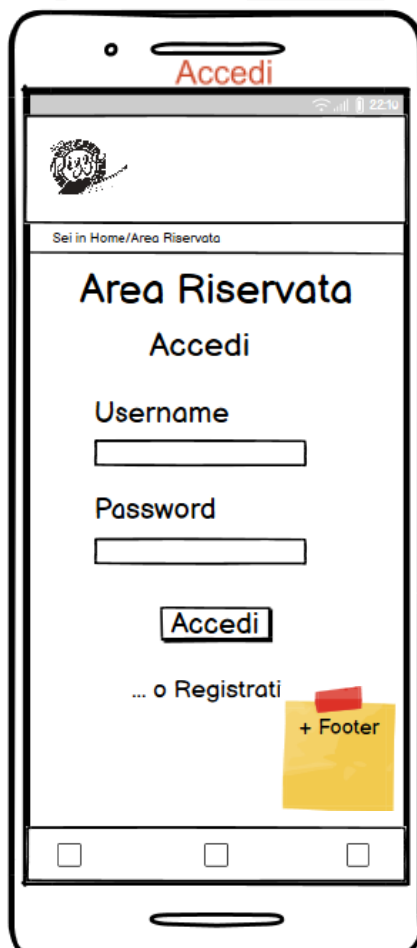 Accedi
22:10
Sei in Home/Area Riservata
Area Riservata
Accedi
Username
Password
Accedi
... o Registrati
+ Footer